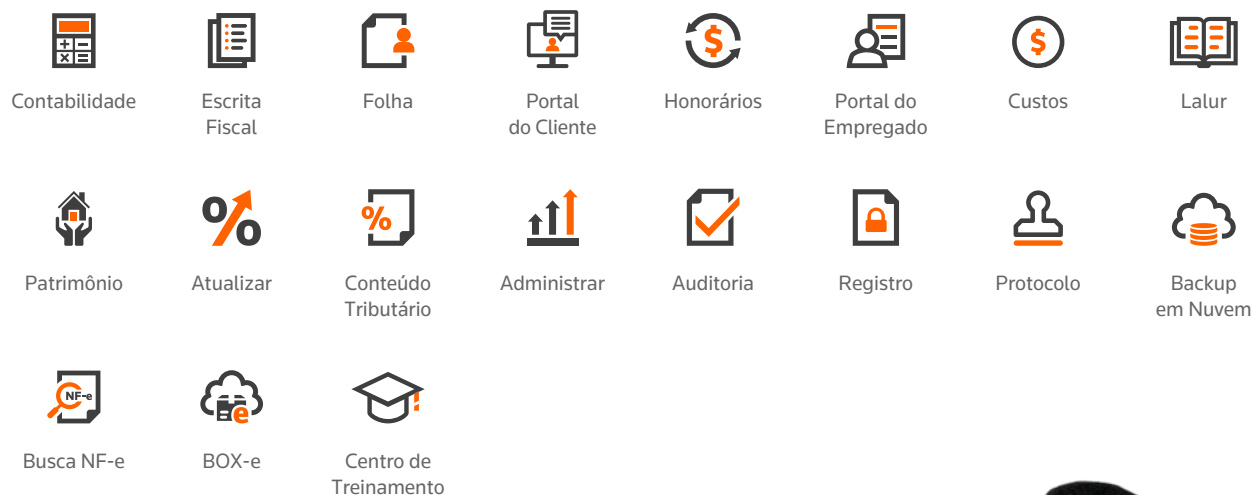 Contabilidade
Escrita
Fiscal
Folha
Portal
do Cliente
Honorários
Portal do
Empregado
Custos
Lalur
Patrimônio
Atualizar
Conteúdo
Tributário
Administrar
Auditoria
Registro
Protocolo
Backup
em Nuvem
NF-e
Busca NF-e
e
BOX-e
Centro de
Treinamento